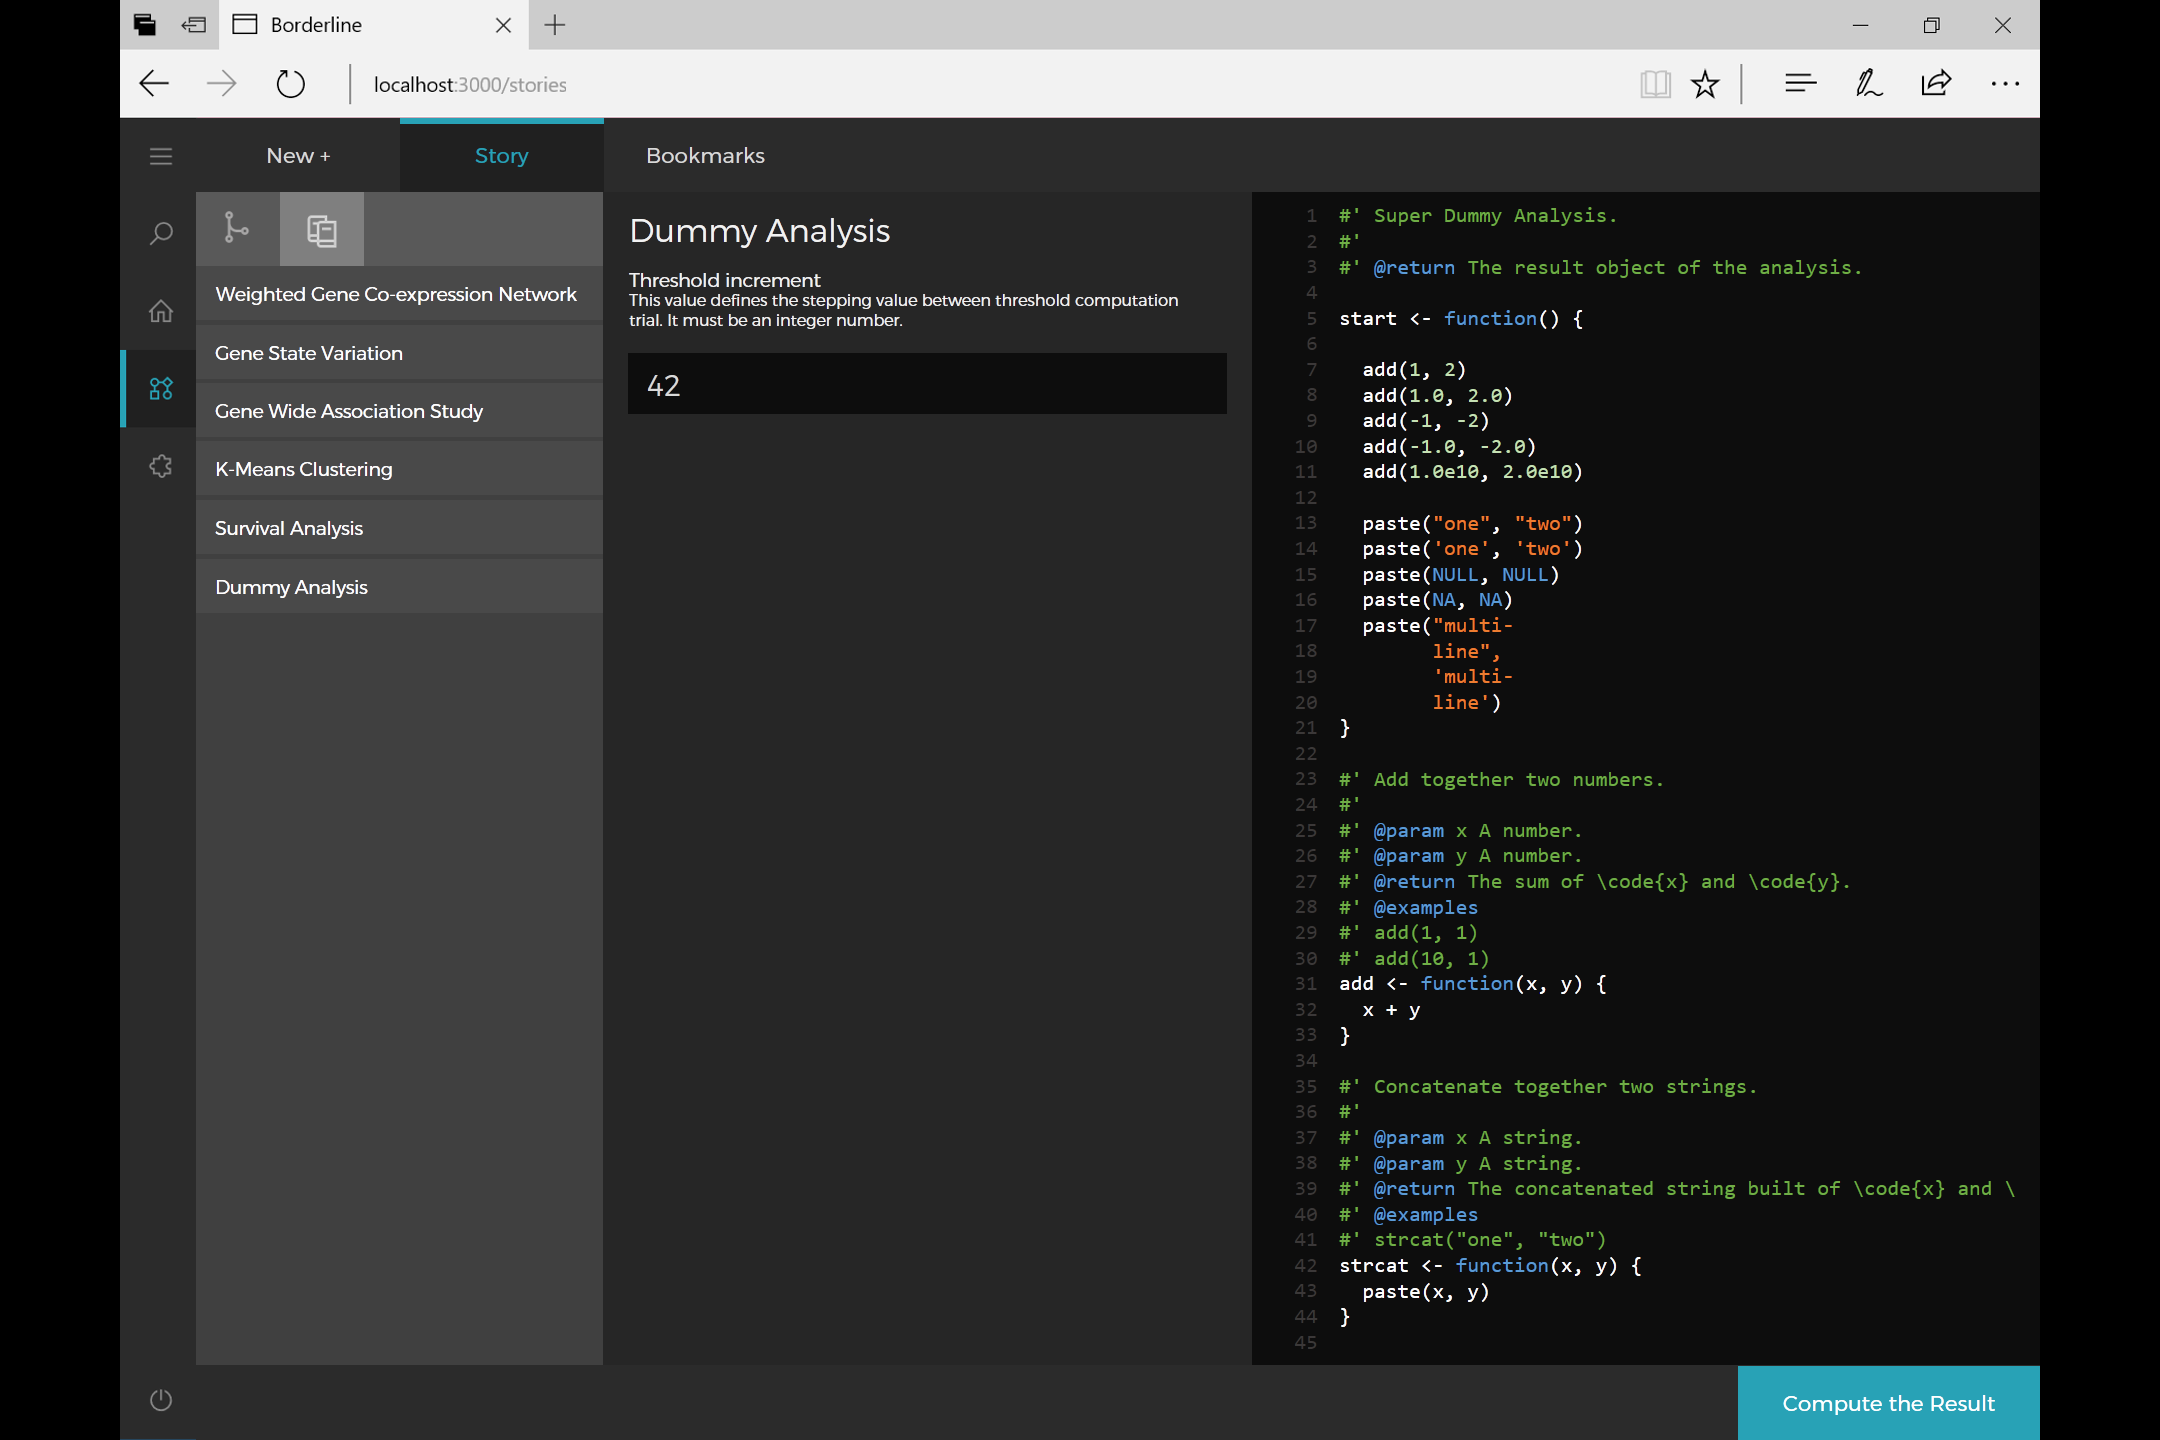 Borderline
localhost:3000/stories
New +
Story
Bookmarks
Weighted Gene Co-expression Network
Gene State Variation
Gene Wide Association Study
K-Means Clustering
Survival Analysis
Dummy Analysis
Dummy Analysis
Threshold increment
This value defines the stepping value between threshold computation
trial. It must be an integer number.
42
1 #' Super Dummy Analysis.
2 #'
3 #' @return The result object of the analysis.
4
5 start <- function() {
6
7   add(1, 2)
8   add(1.0, 2.0)
9   add(-1, -2)
10   add(-1.0, -2.0)
11   add(1.0e10, 2.0e10)
12
13   paste("one", "two")
14   paste('one', 'two')
15   paste(NULL, NULL)
16   paste(NA, NA)
17   paste("multi-
18         line",
19         'multi-
20         line')
21 }
22
23 #' Add together two numbers.
24 #'
25 #' @param x A number.
26 #' @param y A number.
27 #' @return The sum of \code{x} and \code{y}.
28 #' @examples
29 #' add(1, 1)
30 #' add(10, 1)
31 add <- function(x, y) {
32   x + y
33 }
34
35 #' Concatenate together two strings.
36 #'
37 #' @param x A string.
38 #' @param y A string.
39 #' @return The concatenated string built of \code{x} and \
40 #' @examples
41 #' strcat("one", "two")
42 strcat <- function(x, y) {
43   paste(x, y)
44 }
45
Compute the Result